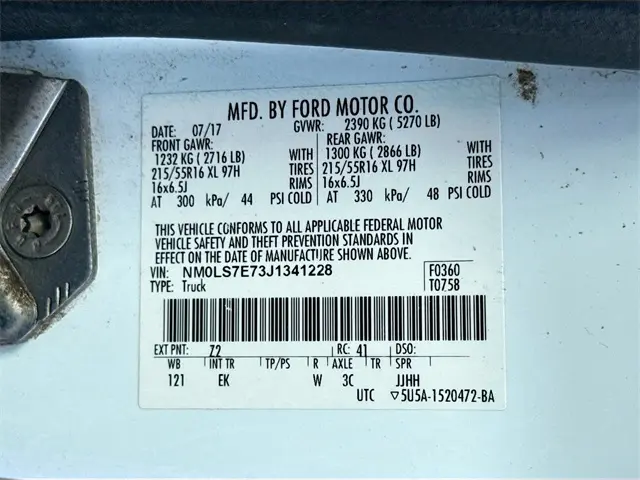 MFD. BY FORD MOTOR CO.
DATE: 07/17 GVWR: 2390 KG ( 5270 LB)
FRONT GAWR: REAR GAWR:
1232 KG ( 2716 LB) WITH 1300 KG ( 2866 LB) WITH
215/55R16 XL 97H TIRES 215/55R16 XL 97H TIRES
16x6.5J RIMS 16x6.5J RIMS
AT 300 kPa/ 44 PSI COLD AT 330 kPa/ 48 PSI COLD
THIS VEHICLE CONFORMS TO ALL APPLICABLE FEDERAL MOTOR
VEHICLE SAFETY AND THEFT PREVENTION STANDARDS IN
EFFECT ON THE DATE OF MANUFACTURE SHOWN ABOVE.
VIN: NM0LS7E73J1341228 F0360
TYPE: Truck T0758
EXT PNT: Z2 RC: 41 DSO:
WB INT TR TP/PS R AXLE TR SPR
121 EK W 3C JJHH
UTC ▽5U5A-1520472-BA